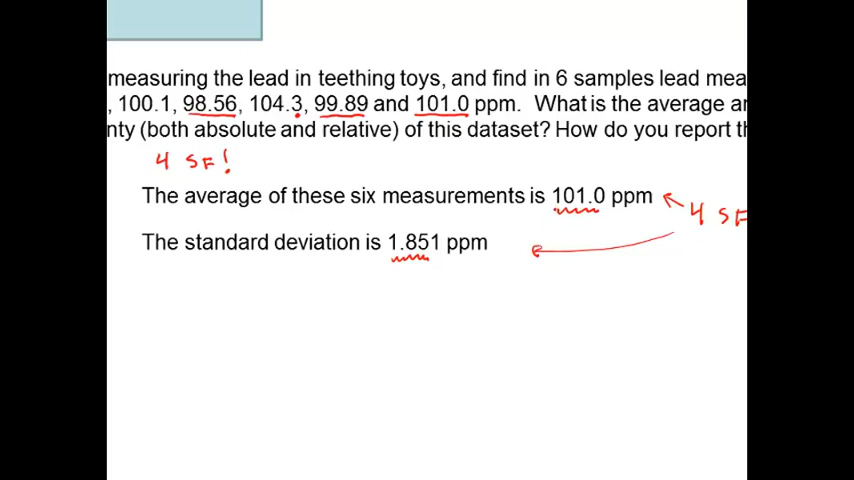 measuring the lead in teething toys, and find in 6 samples lead mea
, 100.1, 98.56, 104.3, 99.89 and 101.0 ppm. What is the average ar
nty (both absolute and relative) of this dataset? How do you report th
4 SF!
The average of these six measurements is 101.0 ppm
4 SF
The standard deviation is 1.851 ppm